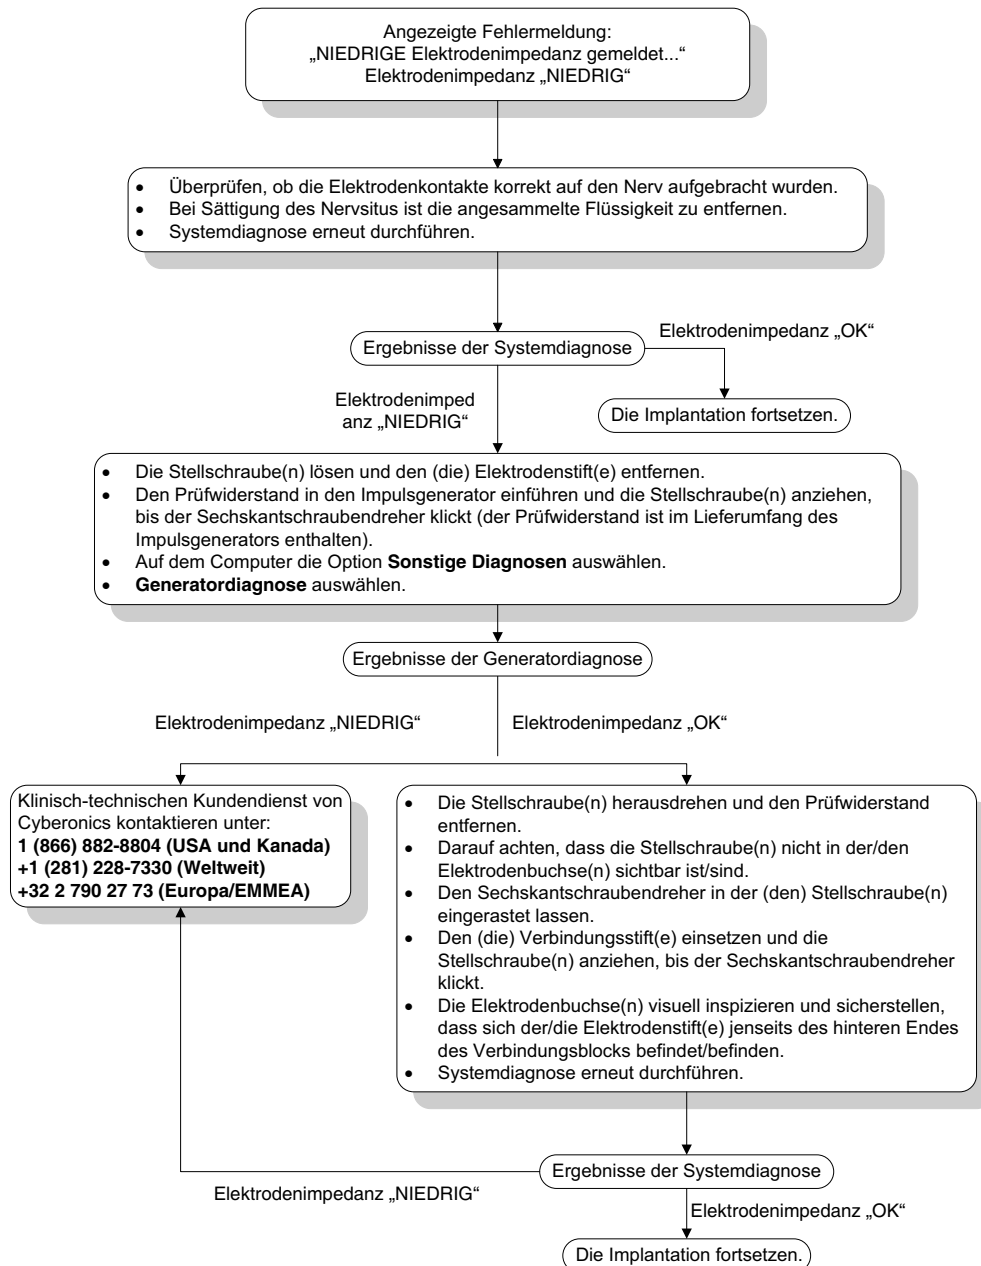 Angezeigte Fehlermeldung:
„NIEDRIGE Elektrodenimpedanz gemeldet...“
Elektrodenimpedanz „NIEDRIG“
• Überprüfen, ob die Elektrodenkontakte korrekt auf den Nerv aufgebracht wurden.
• Bei Sättigung des Nervsitus ist die angesammelte Flüssigkeit zu entfernen.
• Systemdiagnose erneut durchführen.
Ergebnisse der Systemdiagnose
Elektrodenimpedanz „OK“
Die Implantation fortsetzen.
Elektrodenimped
anz „NIEDRIG“
• Die Stellschraube(n) lösen und den (die) Elektrodenstift(e) entfernen.
• Den Prüfwiderstand in den Impulsgenerator einführen und die Stellschraube(n) anziehen,
bis der Sechskantschraubendreher klickt (der Prüfwiderstand ist im Lieferumfang des
Impulsgenerators enthalten).
• Auf dem Computer die Option Sonstige Diagnosen auswählen.
• Generatordiagnose auswählen.
Ergebnisse der Generatordiagnose
Elektrodenimpedanz „NIEDRIG“
Elektrodenimpedanz „OK“
Klinisch-technischen Kundendienst von
Cyberonics kontaktieren unter:
1 (866) 882-8804 (USA und Kanada)
+1 (281) 228-7330 (Weltweit)
+32 2 790 27 73 (Europa/EMMEA)
• Die Stellschraube(n) herausdrehen und den Prüfwiderstand
entfernen.
• Darauf achten, dass die Stellschraube(n) nicht in der/den
Elektrodenbuchse(n) sichtbar ist/sind.
• Den Sechskantschraubendreher in der (den) Stellschraube(n)
eingerastet lassen.
• Den (die) Verbindungsstift(e) einsetzen und die
Stellschraube(n) anziehen, bis der Sechskantschraubendreher
klickt.
• Die Elektrodenbuchse(n) visuell inspizieren und sicherstellen,
dass sich der/die Elektrodenstift(e) jenseits des hinteren Endes
des Verbindungsblocks befindet/befinden.
• Systemdiagnose erneut durchführen.
Ergebnisse der Systemdiagnose
Elektrodenimpedanz „NIEDRIG“
Elektrodenimpedanz „OK“
Die Implantation fortsetzen.